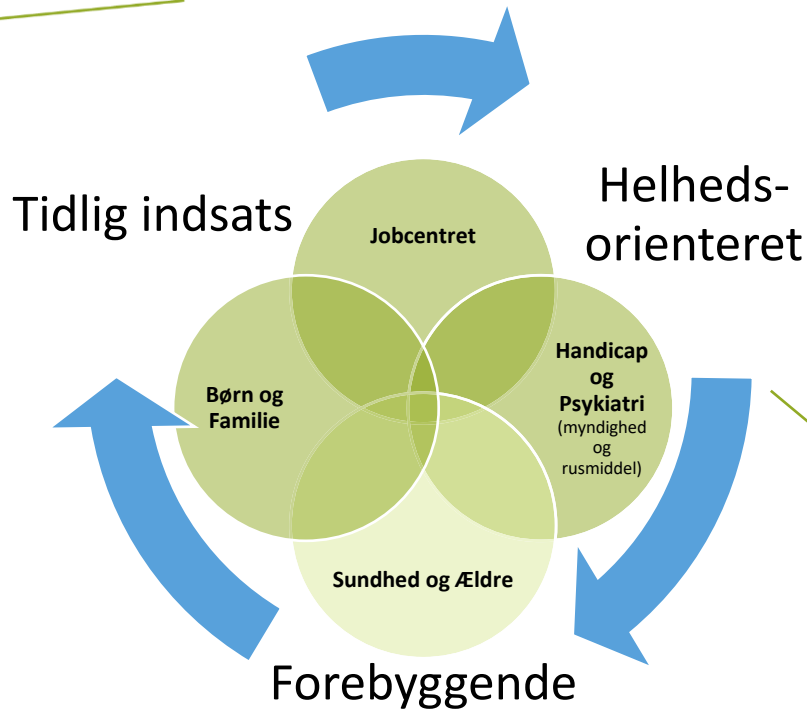 Tidlig indsats
Helheds-
orienteret
Jobcentret
Børn og
Familie
Handicap
og
Psykiatri
(myndighed
og
rusmiddel)
Sundhed og Ældre
Forebyggende